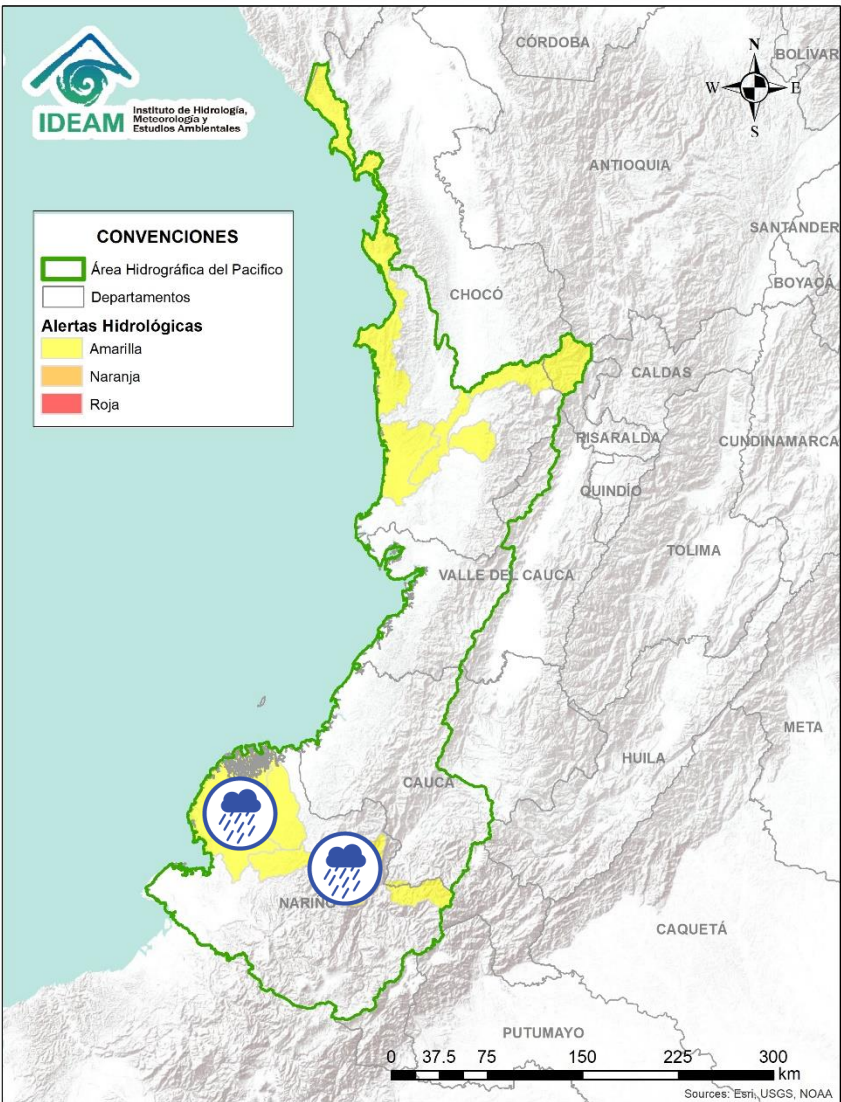 IDEAM
Instituto de Hidrología,
Meteorología y
Estudios Ambientales
CÓRDOBA
BOLÍVAR
N
W
E
S
ANTIOQUIA
SANTANDER
BOYACÁ
CONVENCIONES
Área Hidrográfica del Pacifico
Departamentos
Alertas Hidrológicas
Amarilla
Naranja
Roja
CHOCÓ
CALDAS
RISARALDA
CUNDINAMARCA
QUINDÍO
TOLIMA
VALLE DEL CAUCA
META
HUILA
CAUCA
NARIÑO
CAQUETÁ
PUTUMAYO
0 37.5 75 150 225 300
km
Sources: Esri, USGS, NOAA